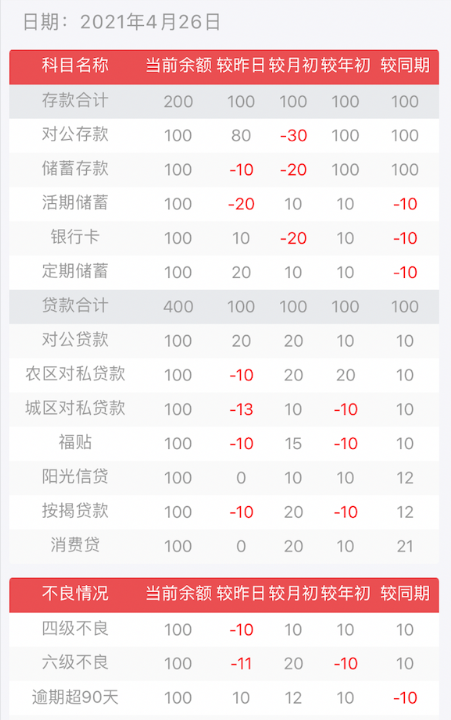 日期：2021年4月26日
科目名称 当前余额 较昨日 较月初 较年初 较同期
存款合计 200 100 100 100 100
对公存款 100 80 -30 100 100
储蓄存款 100 -10 -20 100 100
活期储蓄 100 -20 10 10 -10
银行卡 100 10 -20 10 -10
定期储蓄 100 20 10 10 -10
贷款合计 400 100 100 100 100
对公贷款 100 20 20 10 10
农区对私贷款 100 -10 20 20 10
城区对私贷款 100 -13 10 -10 10
福贴 100 -10 15 -10 10
阳光信贷 100 0 10 10 12
按揭贷款 100 -10 20 -10 12
消费贷 100 0 20 10 21
不良情况 当前余额 较昨日 较月初 较年初 较同期
四级不良 100 -10 10 10 10
六级不良 100 -11 20 -10 10
逾期超90天 100 10 12 10 -10